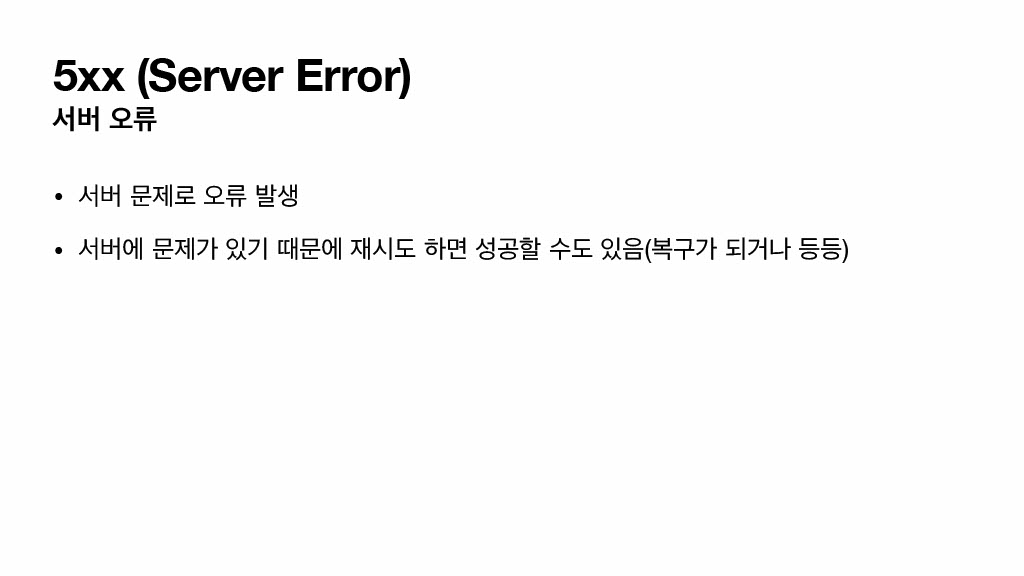 5xx (Server Error)
서버 오류
• 서버 문제로 오류 발생
• 서버에 문제가 있기 때문에 재시도 하면 성공할 수도 있음(복구가 되거나 등등)